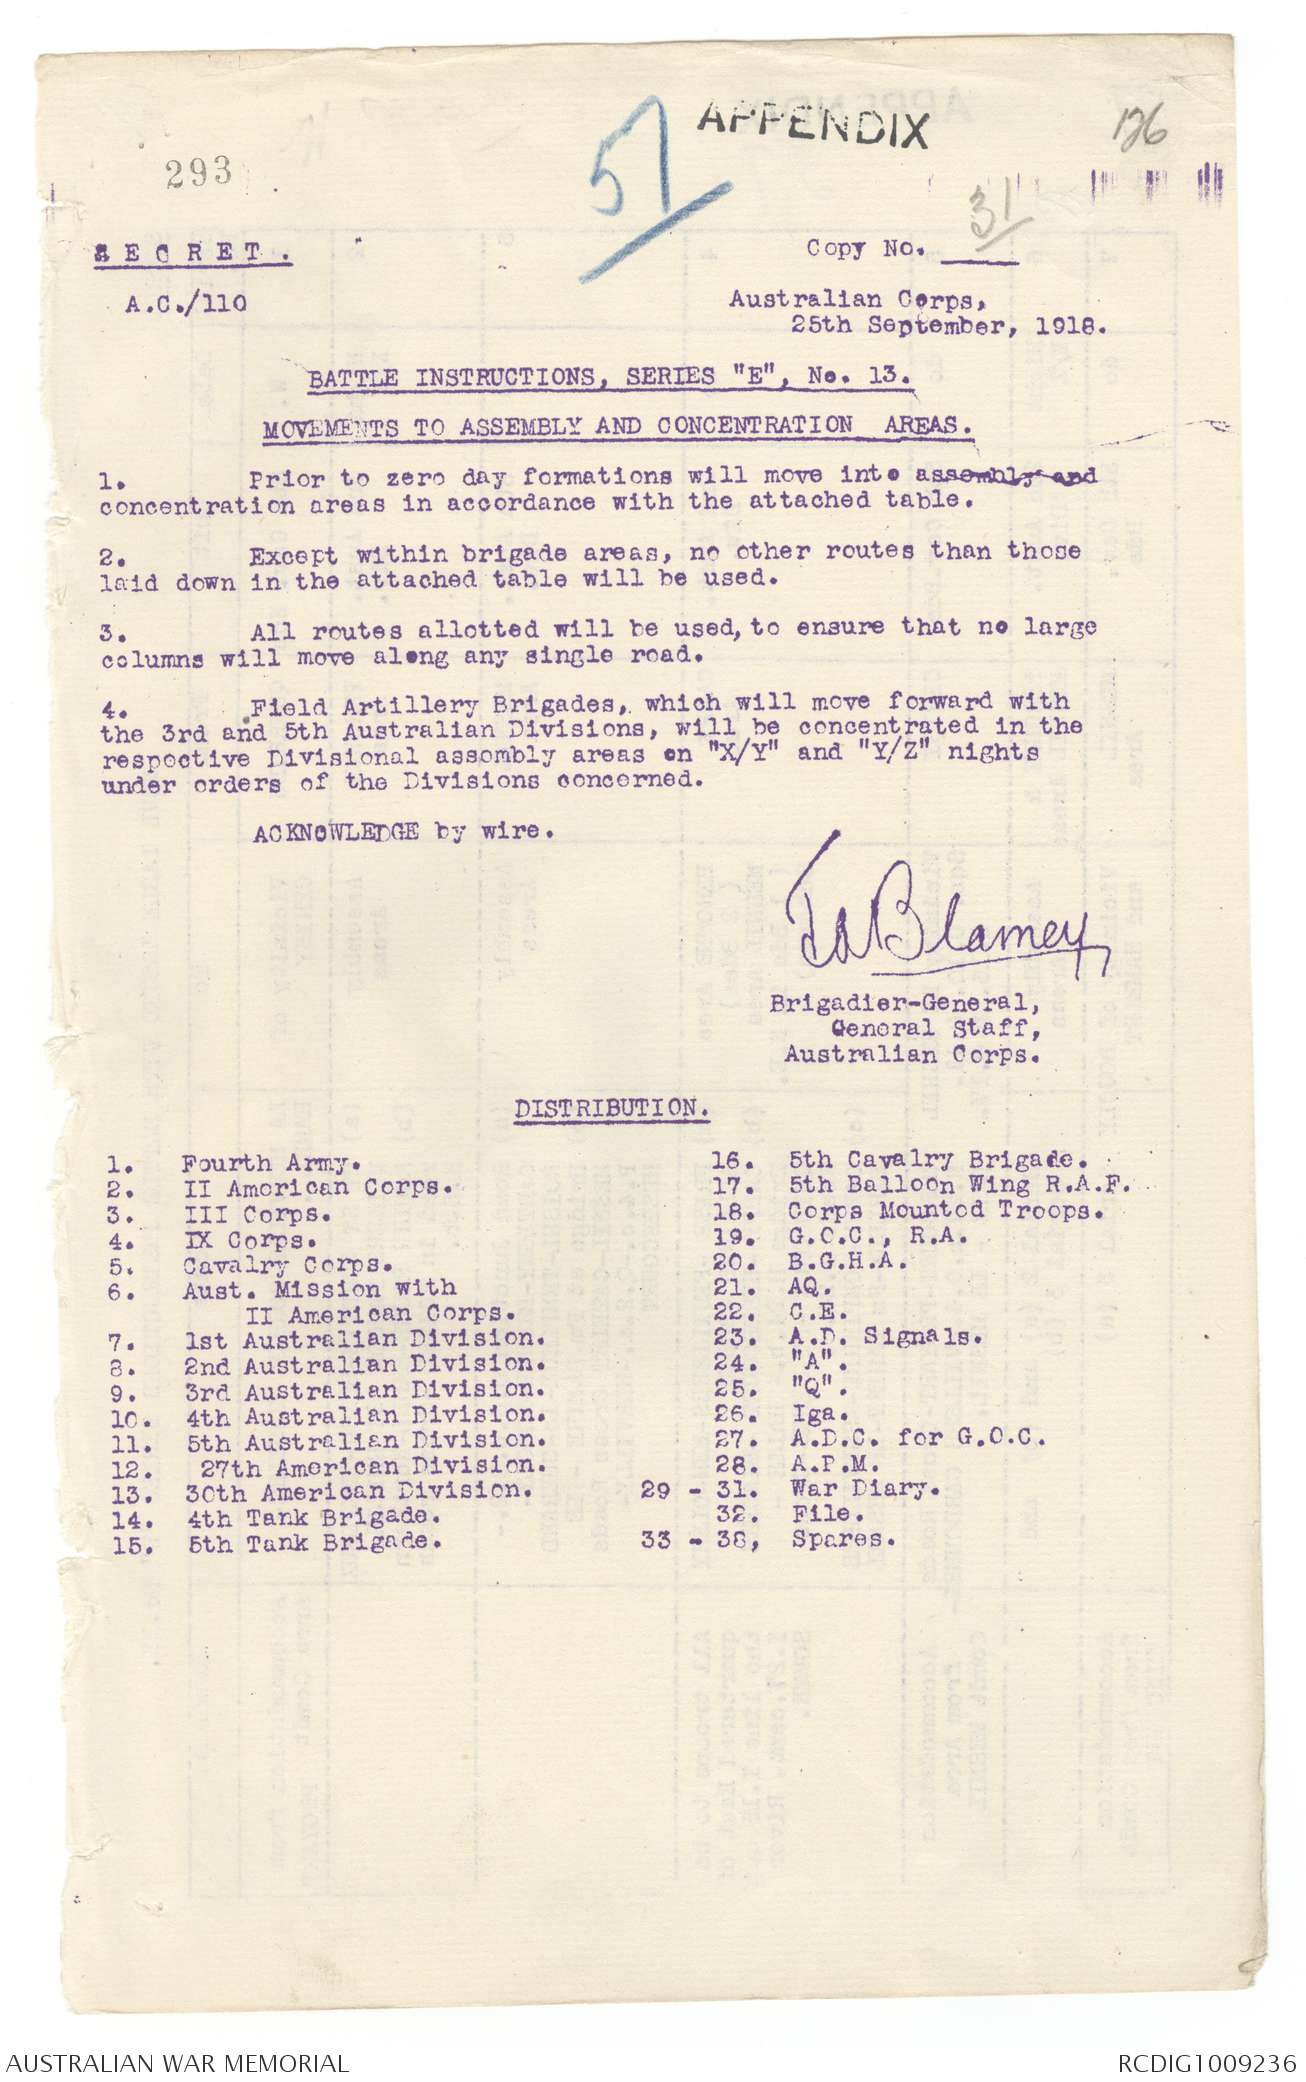 APPENDIX
126
293
57
31
SECRET.
Copy No.
A.C./110
Australian Corps,
25th September, 1918.
BATTLE INSTRUCTIONS, SERIES "E", No. 13.
MOVEMENTS TO ASSEMBLY AND CONCENTRATION AREAS.
1. Prior to zero day formations will move into assembly and
concentration areas in accordance with the attached table.
2. Except within brigade areas, no other routes than those
laid down in the attached table will be used.
3. All routes allotted will be used, to ensure that no large
columns will move along any single road.
4. Field Artillery Brigades, which will move forward with
the 3rd and 5th Australian Divisions, will be concentrated in the
respective Divisional assembly areas on "X/Y" and "Y/Z" nights
under orders of the Divisions concerned.
ACKNOWLEDGE by wire.
TABlamey
Brigadier-General,
General Staff,
Australian Corps.
DISTRIBUTION.
1. Fourth Army.
2. II American Corps.
3. III Corps.
4. IX Corps.
5. Cavalry Corps.
6. Aust. Mission with
II American Corps.
7. 1st Australian Division.
8. 2nd Australian Division.
9. 3rd Australian Division.
10. 4th Australian Division.
11. 5th Australian Division.
12. 27th American Division.
13. 30th American Division.
14. 4th Tank Brigade.
15. 5th Tank Brigade.
16. 5th Cavalry Brigade.
17. 5th Balloon Wing R.A.F.
18. Corps Mounted Troops.
19. G.O.C., R.A.
20. B.G.H.A.
21. AQ.
22. C.E.
23. A.D. Signals.
24. "A".
25. "Q".
26. Iga.
27. A.D.C. for G.O.C.
28. A.P.M.
29 - 31. War Diary.
32. File.
33 - 38, Spares.
AUSTRALIAN WAR MEMORIAL
RCDIG1009236